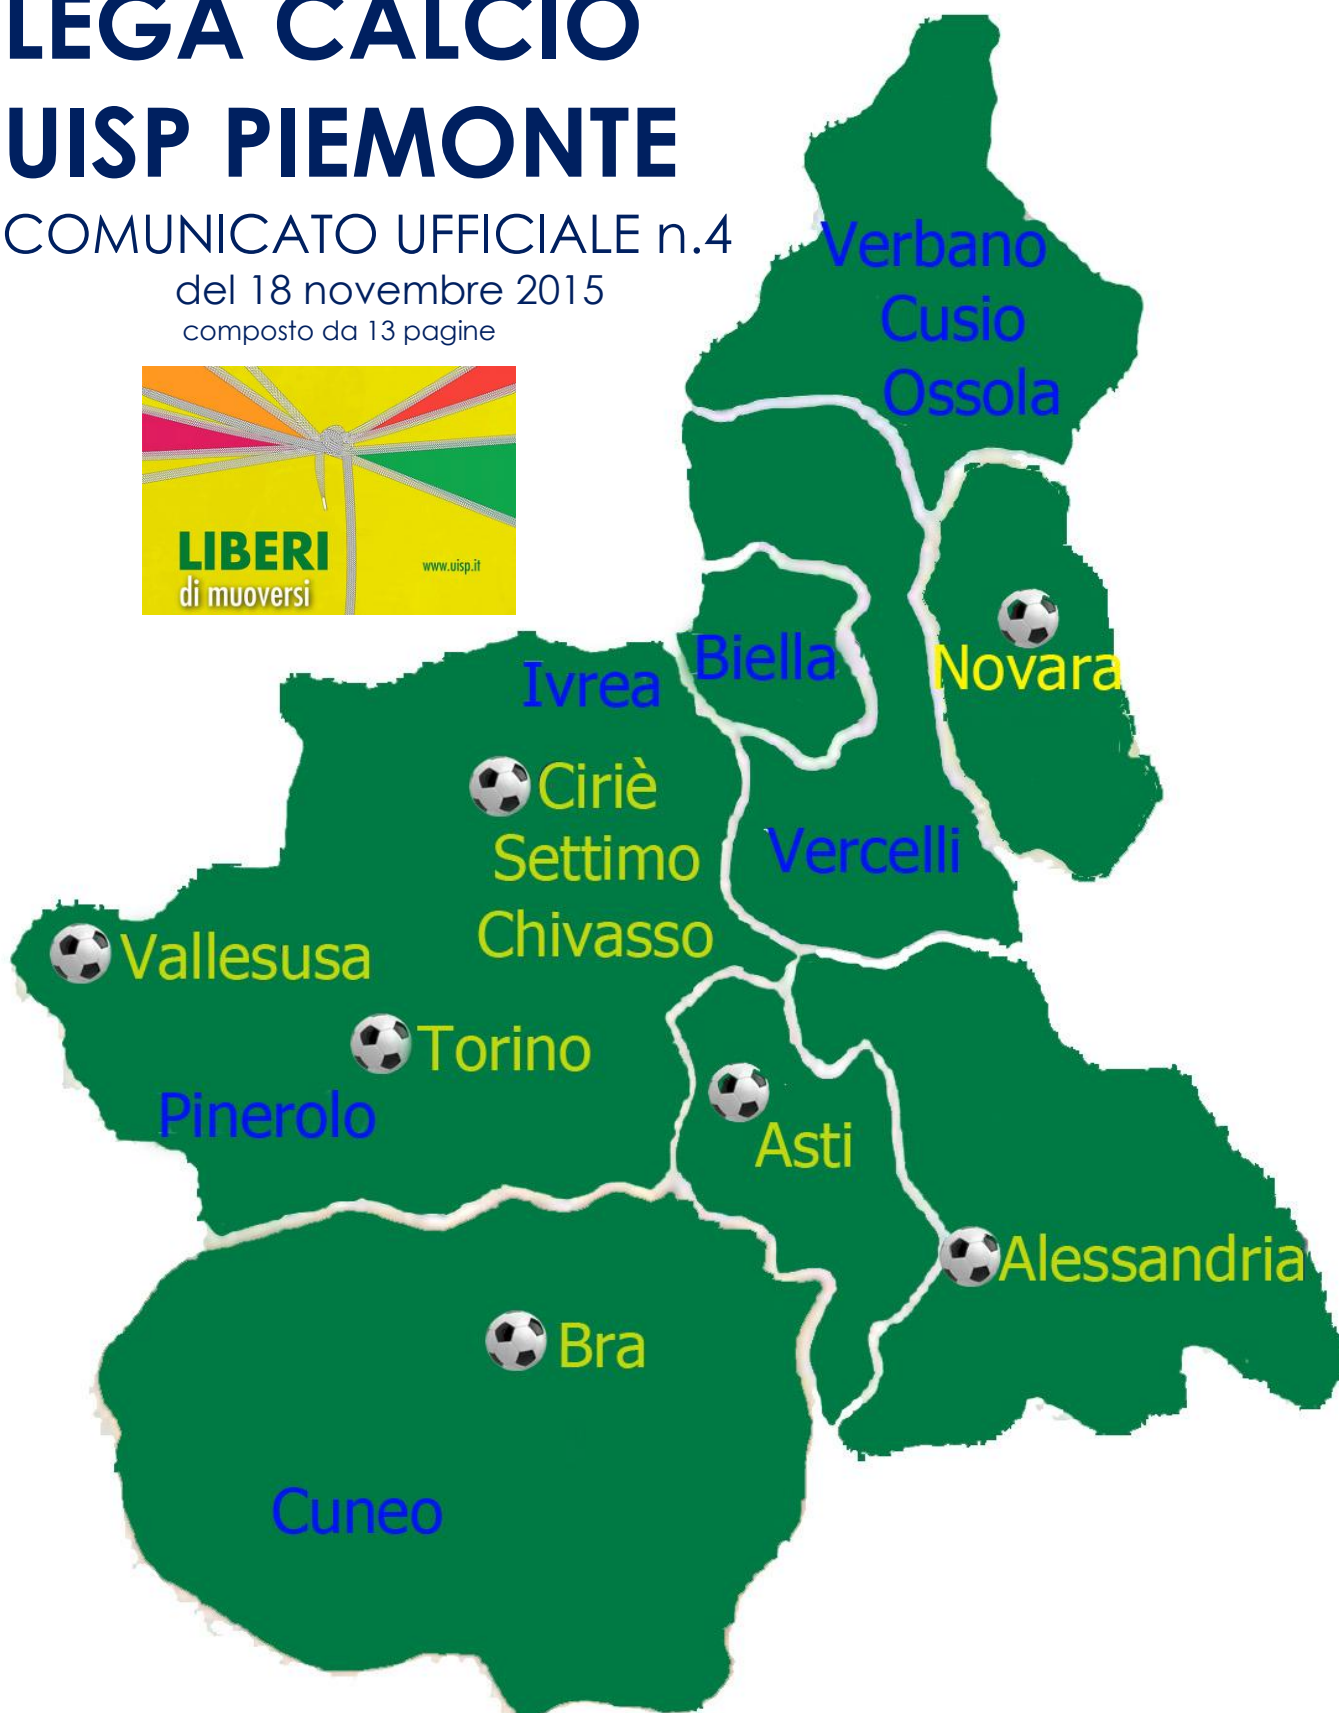 LEGA CALCIO
UISP PIEMONTE
COMUNICATO UFFICIALE n.4
del 18 novembre 2015
composto da 13 pagine
LIBERI
di muoversi
www.uisp.it
Verbano
Cusio
Ossola
Novara
Biella
Ivrea
Ciriè
Settimo
Chivasso
Vercelli
Vallesusa
Torino
Pinerolo
Asti
Alessandria
Bra
Cuneo